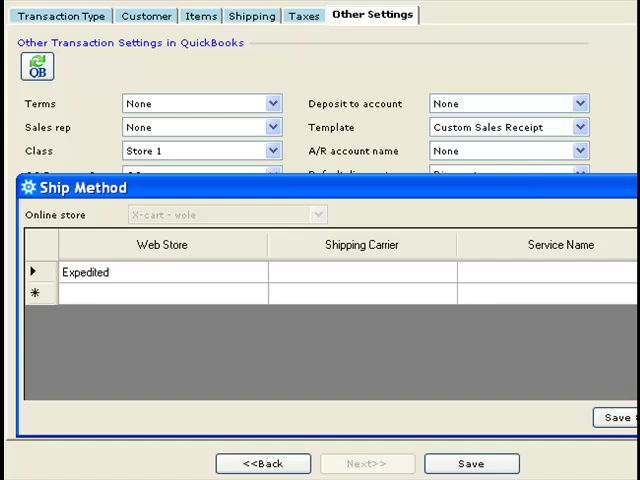 Transaction Type Customer Items Shipping Taxes Other Settings
Other Transaction Settings in QuickBooks
QB
Terms None Deposit to account None
Sales rep None Template Custom Sales Receipt
Class Store 1 A/R account name None
Ship Method
Online store X-cart - wole
Web Store Shipping Carrier Service Name
Expedited
Save
<<Back Next>> Save